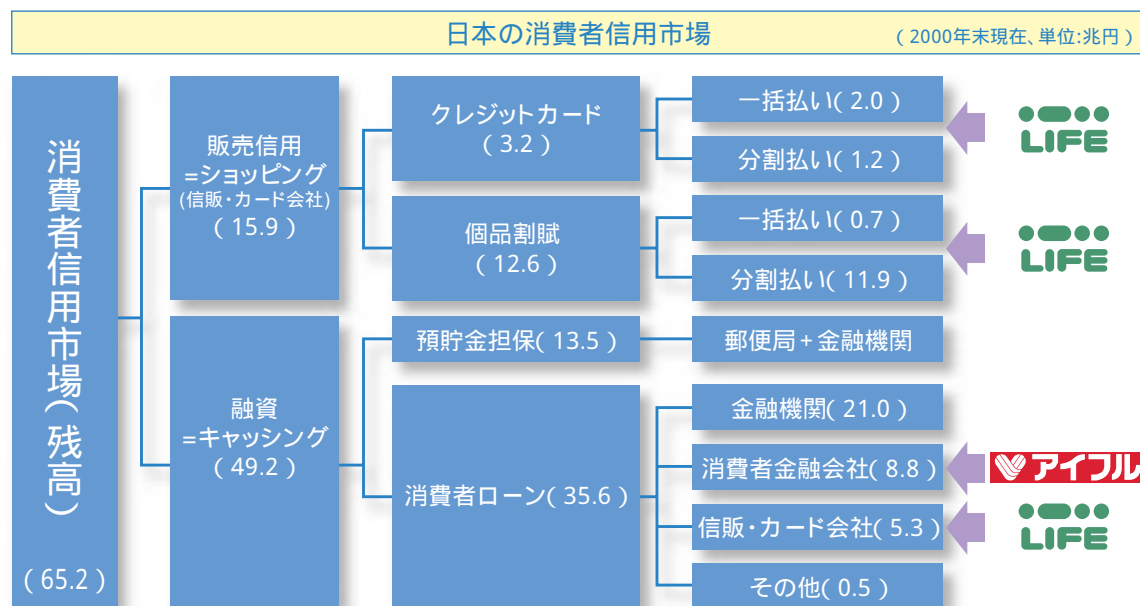 日本の消費者信用市場
( 2000年末現在、単位:兆円 )
消費者信用市場(残高)
( 65.2 )
販売信用
=ショッピング
(信販・カード会社)
( 15.9 )
融資
=キャッシング
( 49.2 )
クレジットカード
( 3.2 )
個品割賦
( 12.6 )
預貯金担保( 13.5 )
消費者ローン( 35.6 )
一括払い( 2.0 )
分割払い( 1.2 )
LIFE
一括払い( 0.7 )
分割払い( 11.9 )
LIFE
郵便局+金融機関
金融機関( 21.0 )
消費者金融会社( 8.8 )
アイフル
信販・カード会社( 5.3 )
LIFE
その他( 0.5 )